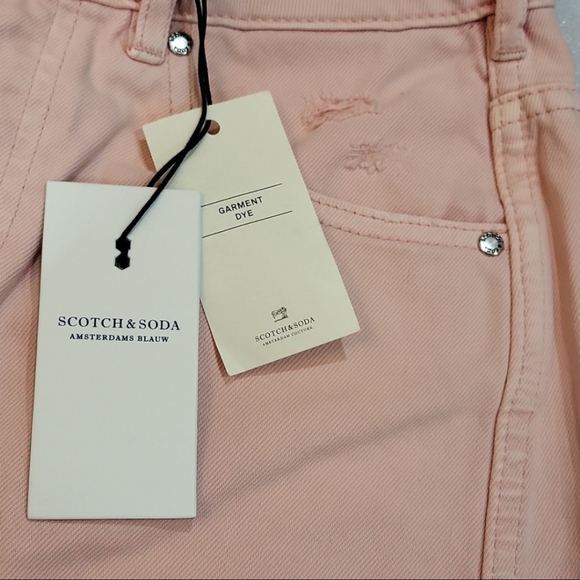 SCOTCH & SODA
AMSTERDAMS BLAUW
GARMENT
DYE
SCOTCH & SODA
AMSTERDAM COUTURE